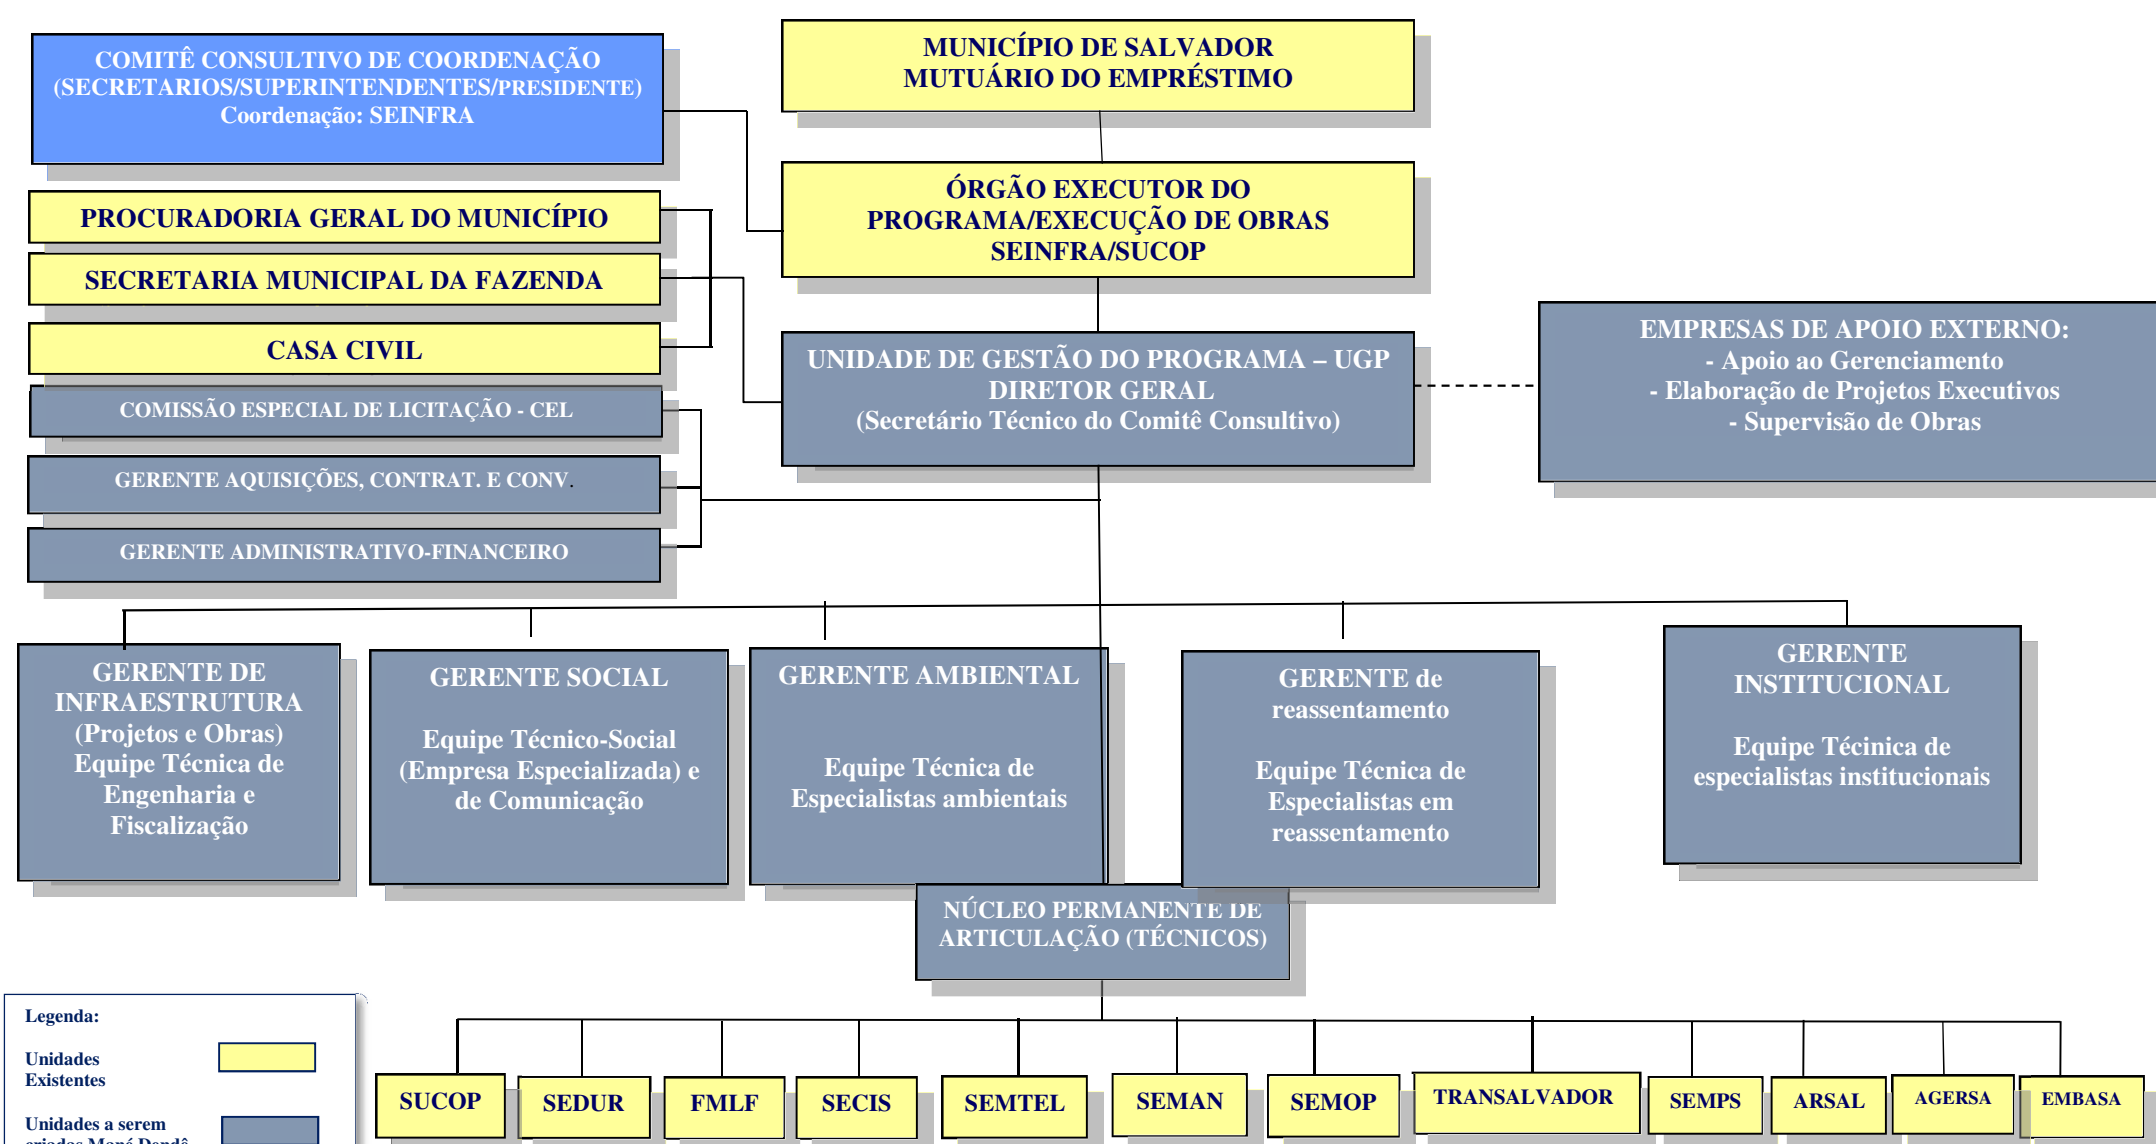 COMITÊ CONSULTIVO DE COORDENAÇÃO
(SECRETARIOS/SUPERINTENDENTES/PRESIDENTE)
Coordenação: SEINFRA
MUNICÍPIO DE SALVADOR
MUTUÁRIO DO EMPRÉSTIMO
ÓRGÃO EXECUTOR DO
PROGRAMA/EXECUÇÃO DE OBRAS
SEINFRA/SUCOP
PROCURADORIA GERAL DO MUNICÍPIO
SECRETARIA MUNICIPAL DA FAZENDA
CASA CIVIL
UNIDADE DE GESTÃO DO PROGRAMA – UGP
DIRETOR GERAL
(Secretário Técnico do Comitê Consultivo)
EMPRESAS DE APOIO EXTERNO:
- Apoio ao Gerenciamento
- Elaboração de Projetos Executivos
- Supervisão de Obras
COMISSÃO ESPECIAL DE LICITAÇÃO - CEL
GERENTE AQUISIÇÕES, CONTRAT. E CONV.
GERENTE ADMINISTRATIVO-FINANCEIRO
GERENTE DE
INFRAESTRUTURA
(Projetos e Obras)
Equipe Técnica de
Engenharia e
Fiscalização
GERENTE SOCIAL
Equipe Técnico-Social
(Empresa Especializada) e
de Comunicação
GERENTE AMBIENTAL
Equipe Técnica de
Especialistas ambientais
GERENTE de
reassentamento
Equipe Técnica de
Especialistas em
reassentamento
GERENTE
INSTITUCIONAL
Equipe Técinica de
especialistas institucionais
NÚCLEO PERMANENTE DE
ARTICULAÇÃO (TÉCNICOS)
Legenda:
Unidades
Existentes
Unidades a serem
criadas Mané Dendê
SUCOP
SEDUR
FMLF
SECIS
SEMTEL
SEMAN
SEMOP
TRANSALVADOR
SEMPS
ARSAL
AGERSA
EMBASA